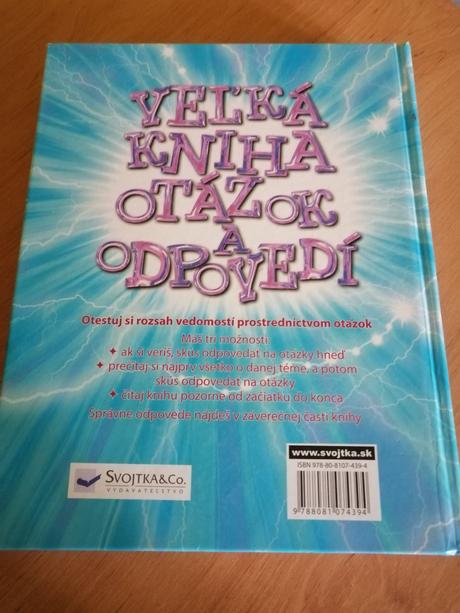 VEĽKÁ
KNIHA
OTÁZOK
A
ODPOVEDÍ
Otestuj si rozsah vedomostí prostredníctvom otázok
Máš tri možnosti:
ak si veríš, skús odpovedať na otázky hneď
prečítaj si najprv všetko o danej téme, a potom
skús odpovedať na otázky
čítaj knihu pozorne od začiatku do konca
Správne odpovede nájdeš v záverečnej časti knihy
www.svojtka.sk
ISBN 978-80-8107-439-4
9 788081 074394
SVOJTKA&CO.
VYDAVATEĽSTVO